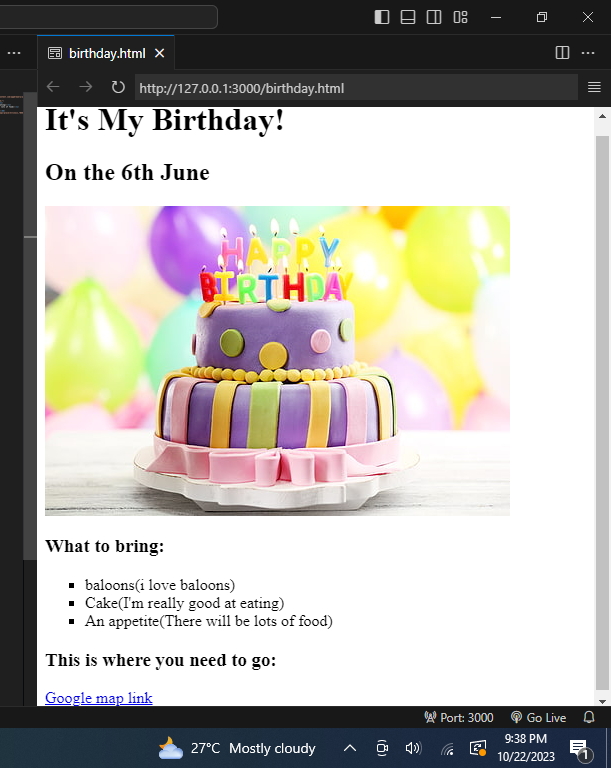 birthday.html
http://127.0.0.1:3000/birthday.html
It's My Birthday!
On the 6th June
HAPPY
BIRTHDAY
What to bring:
baloons(i love baloons)
Cake(I'm really good at eating)
An appetite(There will be lots of food)
This is where you need to go:
Google map link
Port: 3000 Go Live
27°C Mostly cloudy
9:38 PM
10/22/2023
1